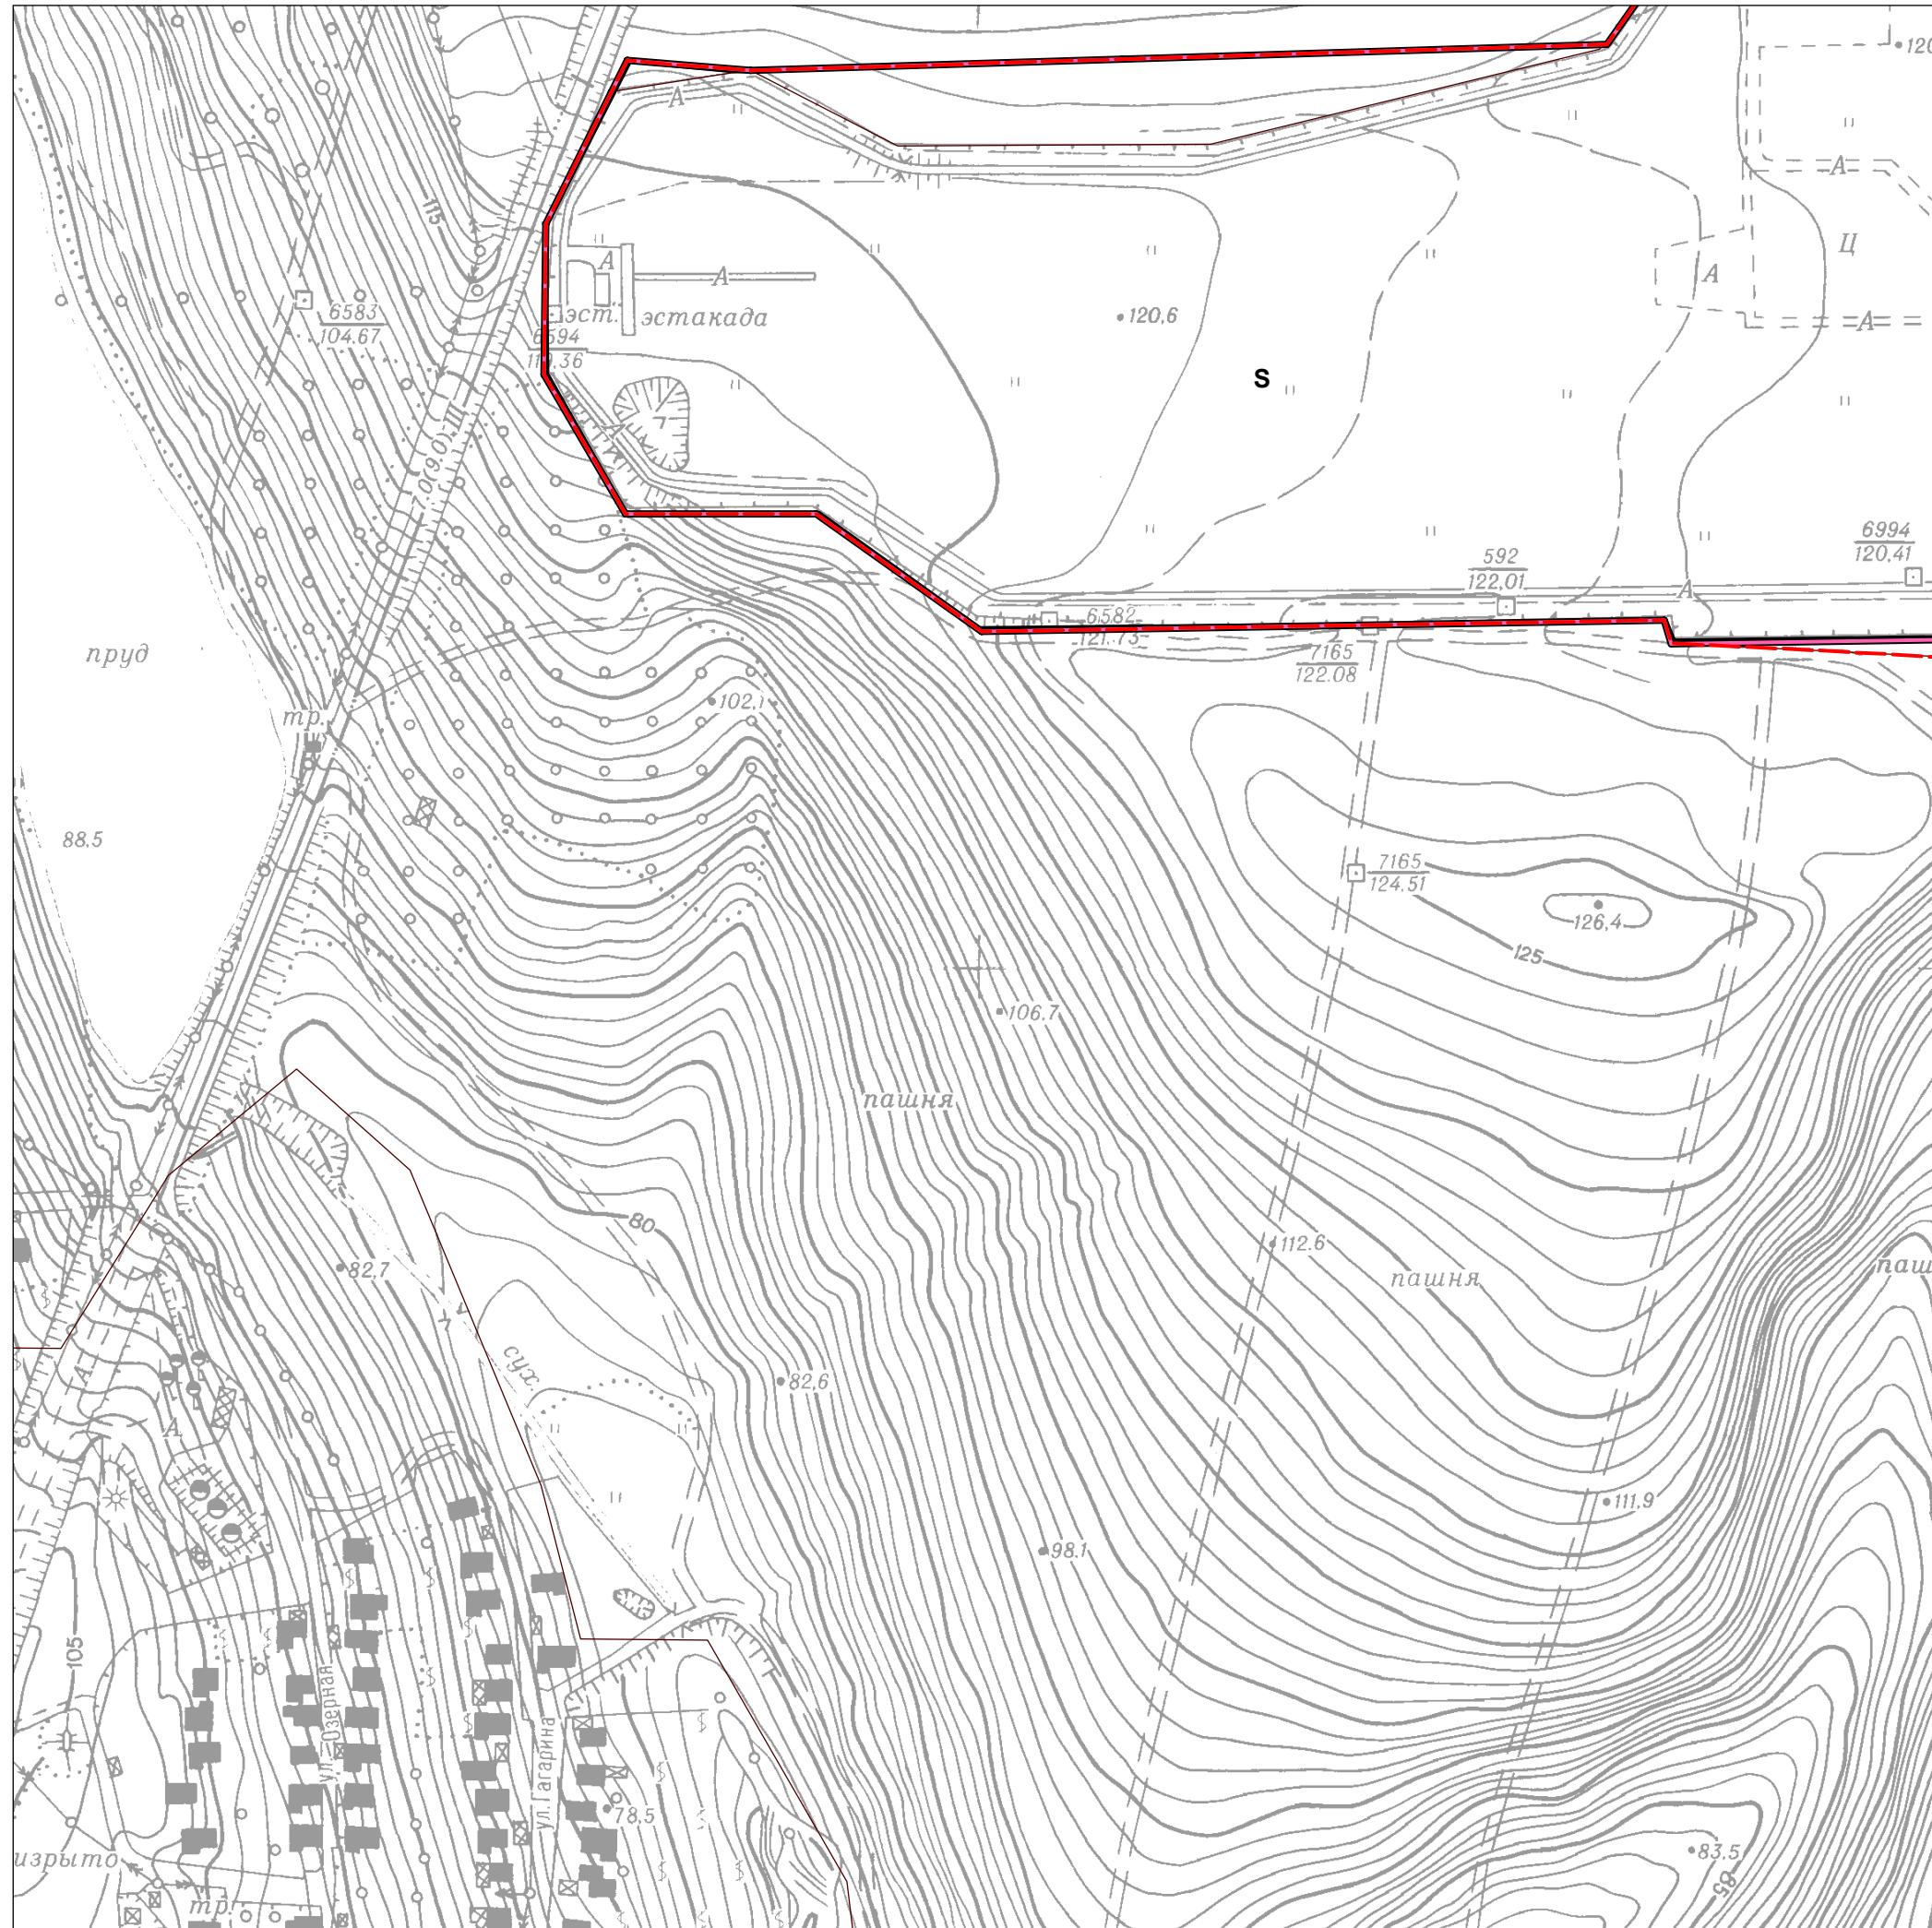 120
А
115
А
Ц
А
А
А
эст.
эстакада
120,6
А
6583
104.67
6594
S
6994
120,41
592
122,01
А
6582
121.73
7165
122.08
пруд
102,1
тр.
88,5
7165
124.51
126,4
125
106.7
пашня
80
112.6
82,7
пашня
паш
А
сух.
82,6
А
111,9
98.1
105
ул. Озерная
ул. Гагарина
78,5
83,5
85
изрыто
тр.